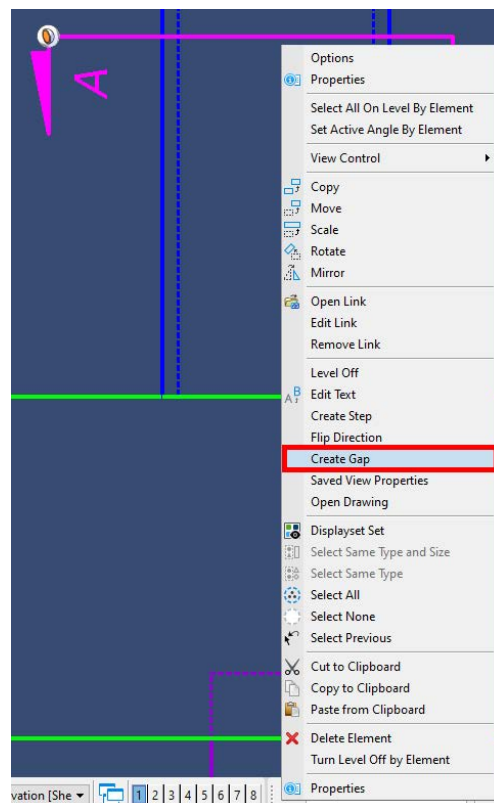 A
Options
Properties
Select All On Level By Element
Set Active Angle By Element
View Control
Copy
Move
Scale
Rotate
Mirror
Open Link
Edit Link
Remove Link
Level Off
Edit Text
Create Step
Flip Direction
Create Gap
Saved View Properties
Open Drawing
Displayset Set
Select Same Type and Size
Select Same Type
Select All
Select None
Select Previous
Cut to Clipboard
Copy to Clipboard
Paste from Clipboard
Delete Element
Turn Level Off by Element
Properties
vation [She 1 2 3 4 5 6 7 8